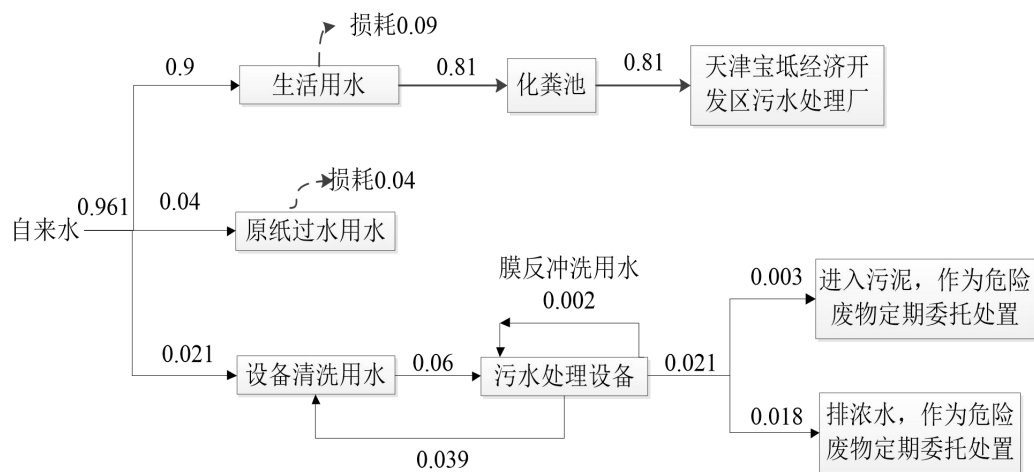 损耗0.09
0.9
生活用水
0.81
化粪池
0.81
天津宝坻经济开
发区污水处理厂
自来水
0.961
0.04
损耗0.04
原纸过水用水
膜反冲洗用水
0.002
0.021
设备清洗用水
0.06
污水处理设备
0.021
0.039
0.003
进入污泥，作为危险
废物定期委托处置
0.018
排浓水，作为危险
废物定期委托处置